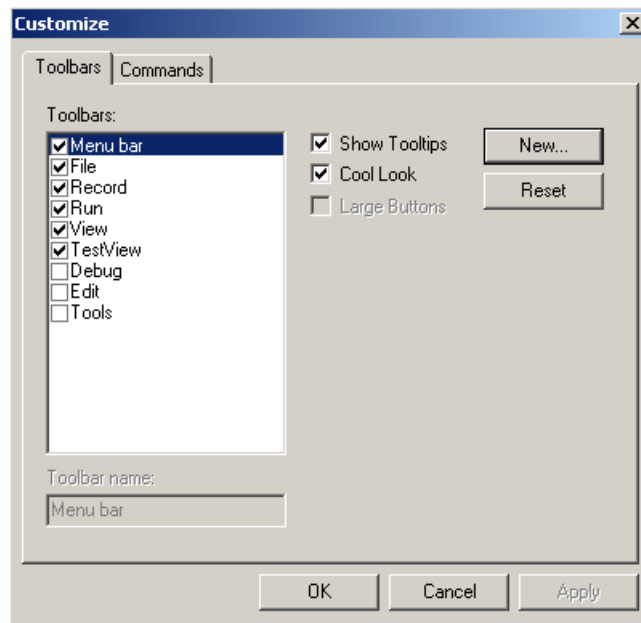 Customize
Toolbars
Commands
Toolbars:
Menu bar
File
Record
Run
View
TestView
Debug
Edit
Tools
Show Tooltips
Cool Look
Large Buttons
New...
Reset
Toolbar name:
Menu bar
OK
Cancel
Apply